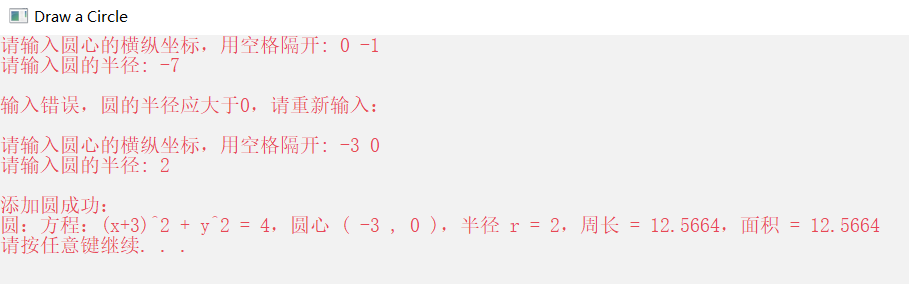 Draw a Circle
请输入圆心的横纵坐标，用空格隔开: 0 -1
请输入圆的半径: -7
输入错误，圆的半径应大于0，请重新输入：
请输入圆心的横纵坐标，用空格隔开: -3 0
请输入圆的半径: 2
添加圆成功：
圆：方程：(x+3)^2 + y^2 = 4，圆心 ( -3 , 0 )，半径 r = 2，周长 = 12.5664，面积 = 12.5664
请按任意键继续. . .